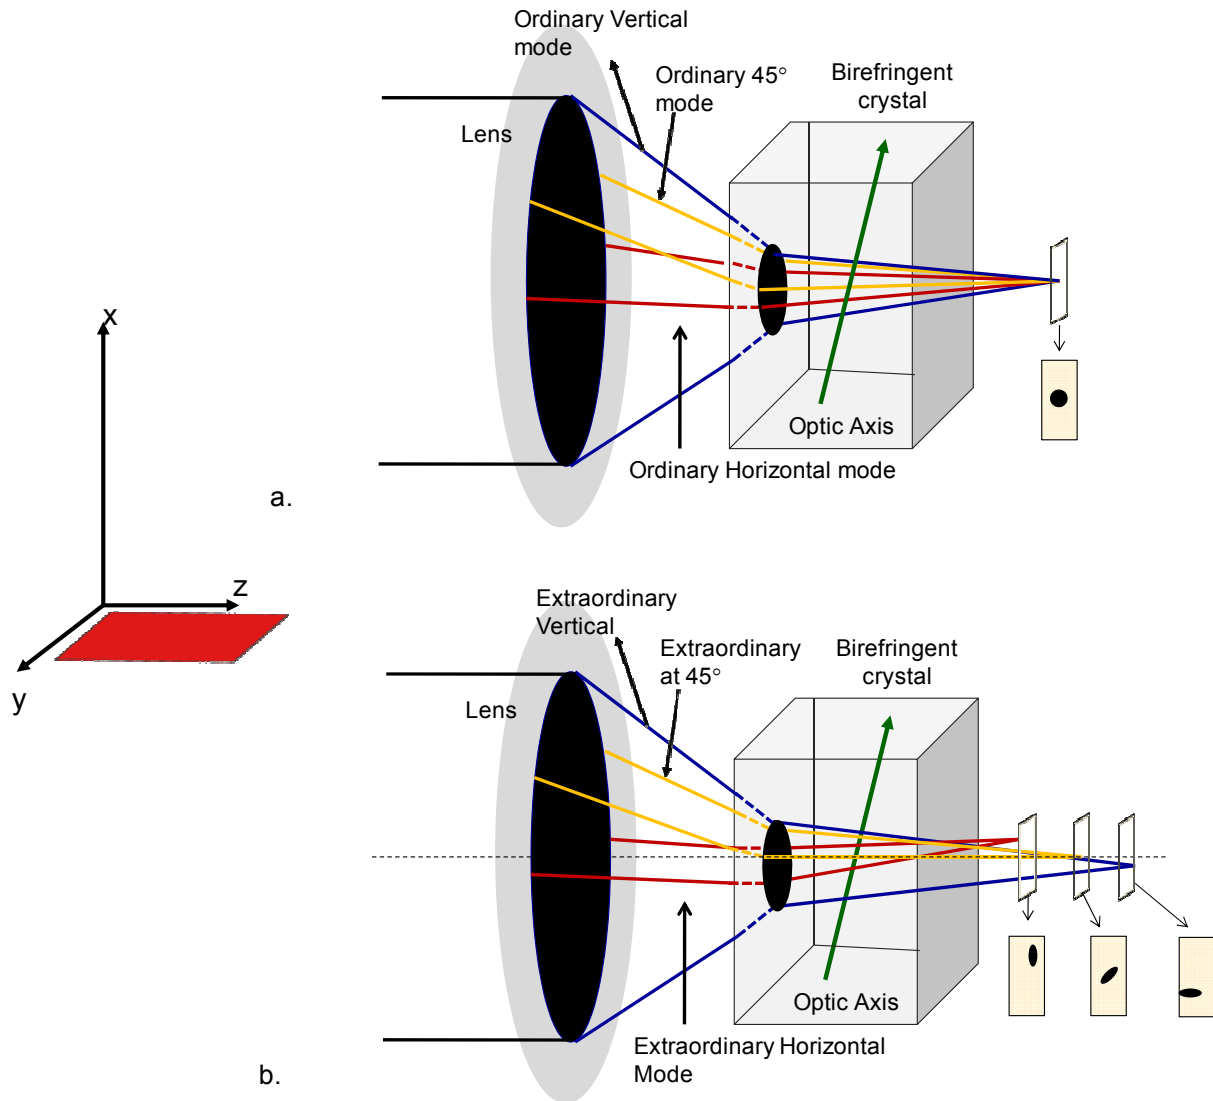 Ordinary Vertical
mode
Ordinary 45°
mode
Birefringent
crystal
Lens
x
Optic Axis
Ordinary Horizontal mode
a.
z
y
Extraordinary
Vertical
Extraordinary
at 45°
Birefringent
crystal
Lens
Optic Axis
Extraordinary Horizontal
Mode
b.